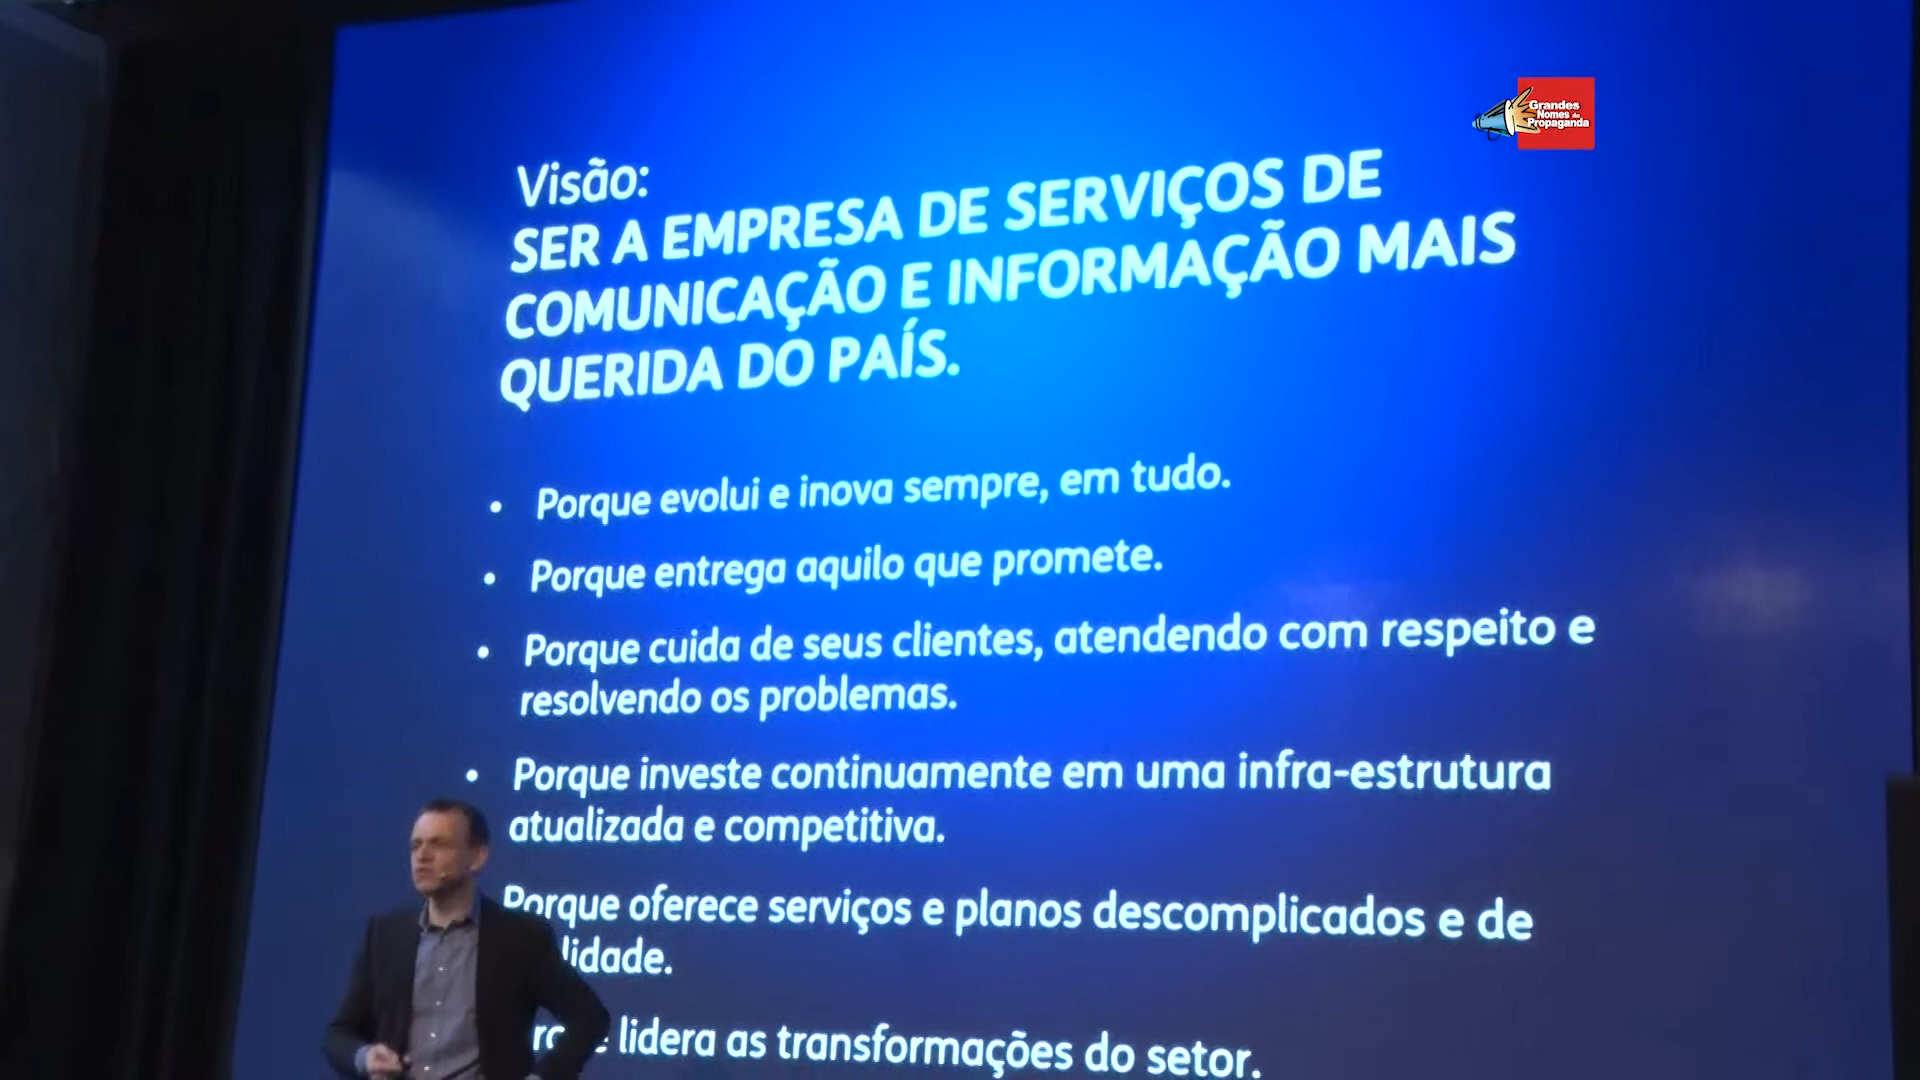 Grandes
Nomes da
Propaganda
Visão:
SER A EMPRESA DE SERVIÇOS DE
COMUNICAÇÃO E INFORMAÇÃO MAIS
QUERIDA DO PAÍS.
• Porque evolui e inova sempre, em tudo.
• Porque entrega aquilo que promete.
• Porque cuida de seus clientes, atendendo com respeito e
resolvendo os problemas.
• Porque investe continuamente em uma infra-estrutura
atualizada e competitiva.
Porque oferece serviços e planos descomplicados e de
lidera as transformações do setor.